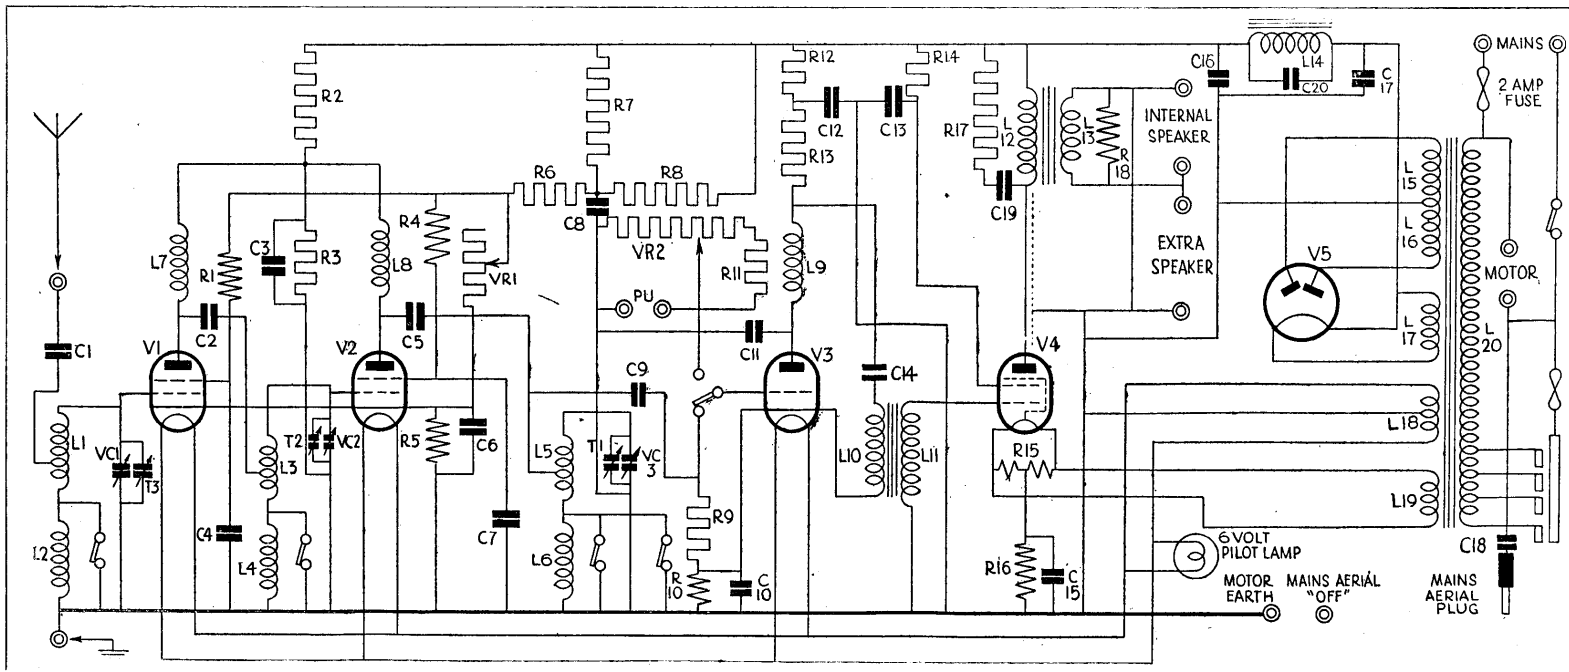 MAINS
2 AMP
FUSE
R2
R7
R12
R14
C16
L14
C20
C
17
C12
C13
R17
L
12
L
13
INTERNAL
SPEAKER
R13
R
18
R6
R8
C8
C19
L
15
L
16
EXTRA
SPEAKER
L7
R1
C3
R3
L8
R4
VR1
VR2
R11
L9
V5
MOTOR
PU
L
17
L
20
C1
V1
C2
V2
C5
C11
V3
C14
V4
C9
L1
VC1
T3
L3
T2
VC2
R5
C6
L5
T1
VC
3
L10
L11
R15
L18
R9
L19
L2
C4
L4
C7
L6
R
10
C
10
R16
C
15
6 VOLT
PILOT LAMP
C18
MOTOR
EARTH
MAINS AERIAL
"OFF"
MAINS
AERIAL
PLUG